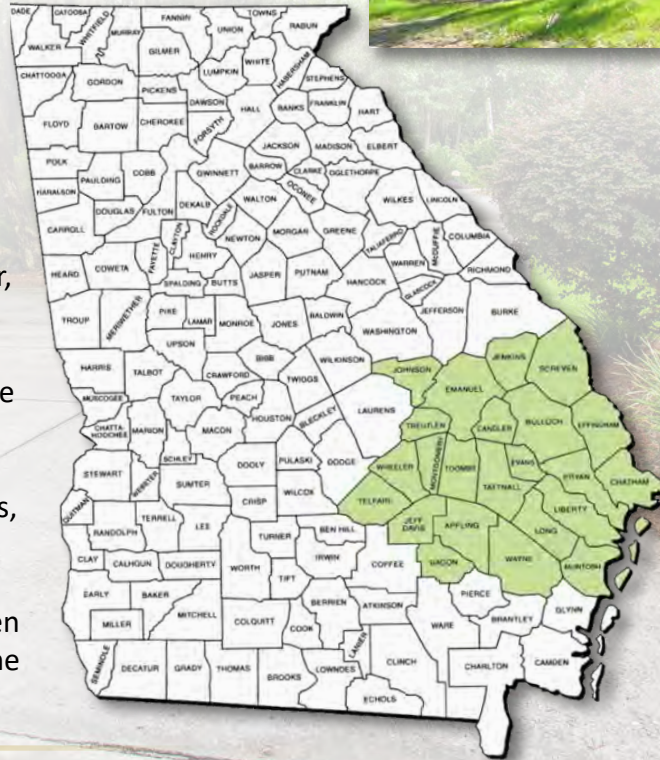 DADE
CATOOSA
WHITFIELD
MURRAY
FANNIN
UNION
TOWNS
RABUN
WALKER
GILMER
LUMPKIN
WHITE
HABERSHAM
STEPHENS
CHATTOOGA
GORDON
PICKENS
DAWSON
HALL
BANKS
FRANKLIN
HART
FLOYD
BARTOW
CHEROKEE
FORSYTH
JACKSON
MADISON
ELBERT
POLK
PAULDING
COBB
GWINNETT
BARROW
CLARKE
OGLETHORPE
OCONEE
HARALSON
DOUGLAS
FULTON
DEKALB
ROCKDALE
WALTON
WILKES
LINCOLN
CARROLL
FAYETTE
CLAYTON
HENRY
NEWTON
MORGAN
GREENE
TALIAFERRO
MCDUFFIE
COLUMBIA
WARREN
RICHMOND
HEARD
COWETA
SPALDING
BUTTS
JASPER
PUTNAM
HANCOCK
GLASCOCK
r,
TROUP
MERIWETHER
PIKE
LAMAR
MONROE
JONES
BALDWIN
WASHINGTON
JEFFERSON
BURKE
UPSON
BIBB
WILKINSON
JENKINS
SCREVEN
HARRIS
TALBOT
CRAWFORD
TWIGGS
JOHNSON
EMANUEL
e
MUSCOGEE
TAYLOR
PEACH
HOUSTON
BLECKLEY
LAURENS
TREUTLEN
CANDLER
BULLOCH
EFFINGHAM
CHATTA-
HOOCHEE
MARION
MACON
SCHLEY
DOOLY
PULASKI
DODGE
WHEELER
MONTGOMERY
TOOMBS
EVANS
TATTNALL
BRYAN
CHATHAM
STEWART
WEBSTER
SUMTER
CRISP
WILCOX
TELFAIR
LIBERTY
s,
QUITMAN
RANDOLPH
TERRELL
LEE
TURNER
BEN HILL
JEFF
DAVIS
APPLING
LONG
CLAY
CALHOUN
DOUGHERTY
WORTH
TIFT
IRWIN
COFFEE
BACON
WAYNE
MCINTOSH
EARLY
BAKER
MITCHELL
BERRIEN
ATKINSON
PIERCE
WARE
BRANTLEY
GLYNN
en
MILLER
COLQUITT
COOK
LANIER
CLINCH
CHARLTON
CAMDEN
ne
SEMINOLE
DECATUR
GRADY
THOMAS
BROOKS
LOWNDES
ECHOLS